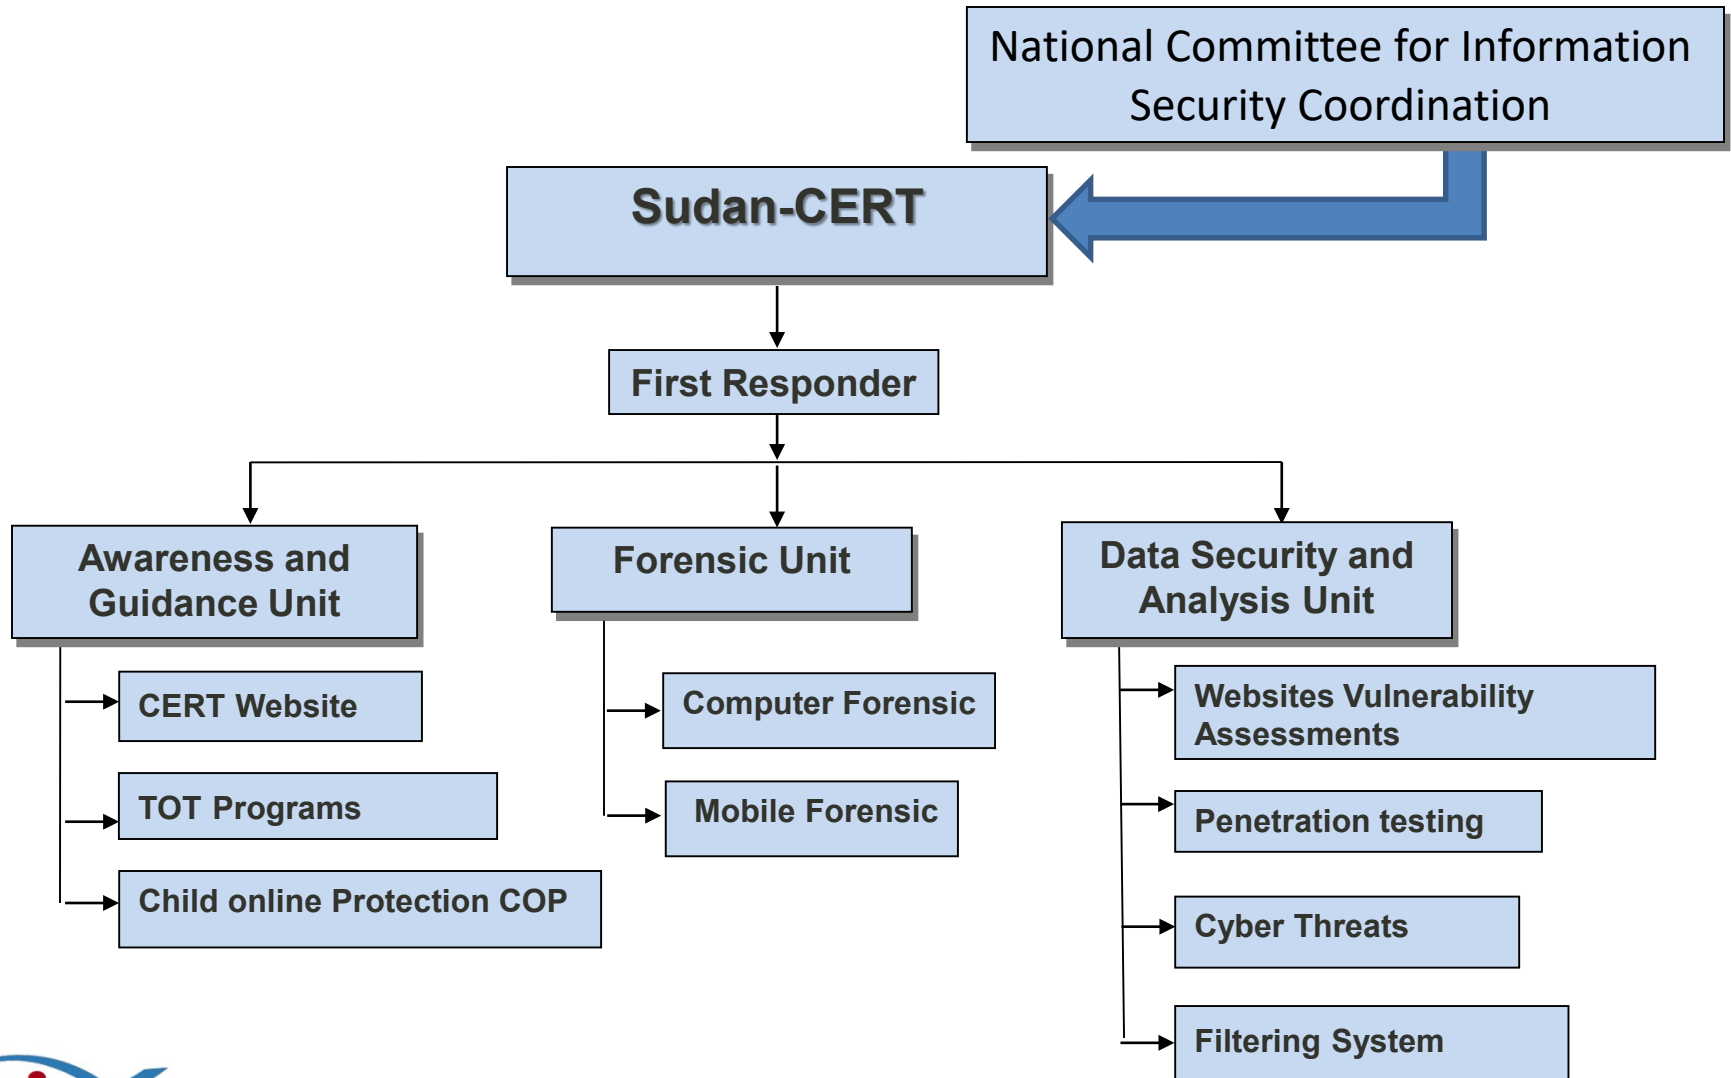 National Committee for Information
Security Coordination
Sudan-CERT
First Responder
Awareness and
Guidance Unit
CERT Website
TOT Programs
Child online Protection COP
Forensic Unit
Computer Forensic
Mobile Forensic
Data Security and
Analysis Unit
Websites Vulnerability
Assessments
Penetration testing
Cyber Threats
Filtering System